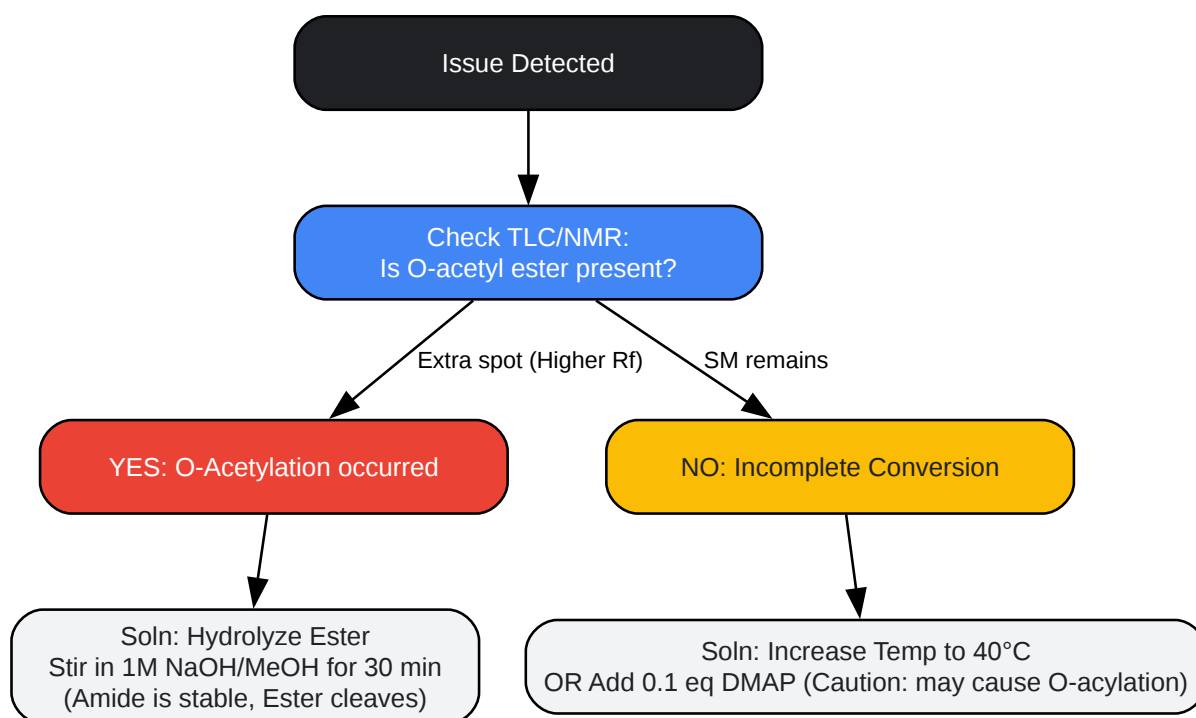 Issue Detected
Check TLC/NMR:
Is O-acetyl ester present?
Extra spot (Higher Rf)
SM remains
YES: O-Acetylation occurred
NO: Incomplete Conversion
Soln: Hydrolyze Ester
Stir in 1M NaOH/MeOH for 30 min
(Amide is stable, Ester cleaves)
Soln: Increase Temp to 40°C
OR Add 0.1 eq DMAP (Caution: may cause O-acylation)